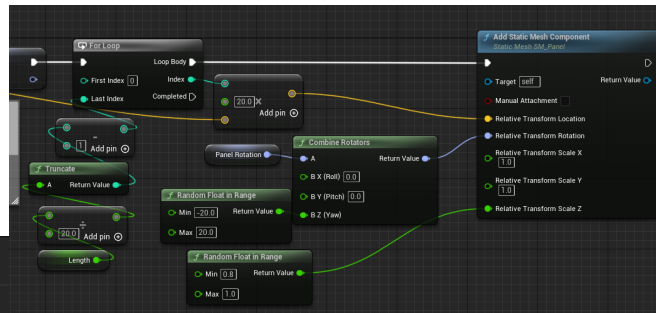 For Loop
First Index 0
Last Index
Loop Body
Index
Completed
20.0
Add pin
1
Add pin
Truncate
A
Return Value
20.0
Add pin
Length
Panel Rotation
Combine Rotators
A
B X (Roll) 0.0
B Y (Pitch) 0.0
B Z (Yaw)
Return Value
Random Float in Range
Min -20.0
Max 20.0
Return Value
Random Float in Range
Min 0.8
Max 1.0
Return Value
Add Static Mesh Component
Static Mesh SM_Panel
Target self
Return Value
Manual Attachment
Relative Transform Location
Relative Transform Rotation
Relative Transform Scale X
1.0
Relative Transform Scale Y
1.0
Relative Transform Scale Z